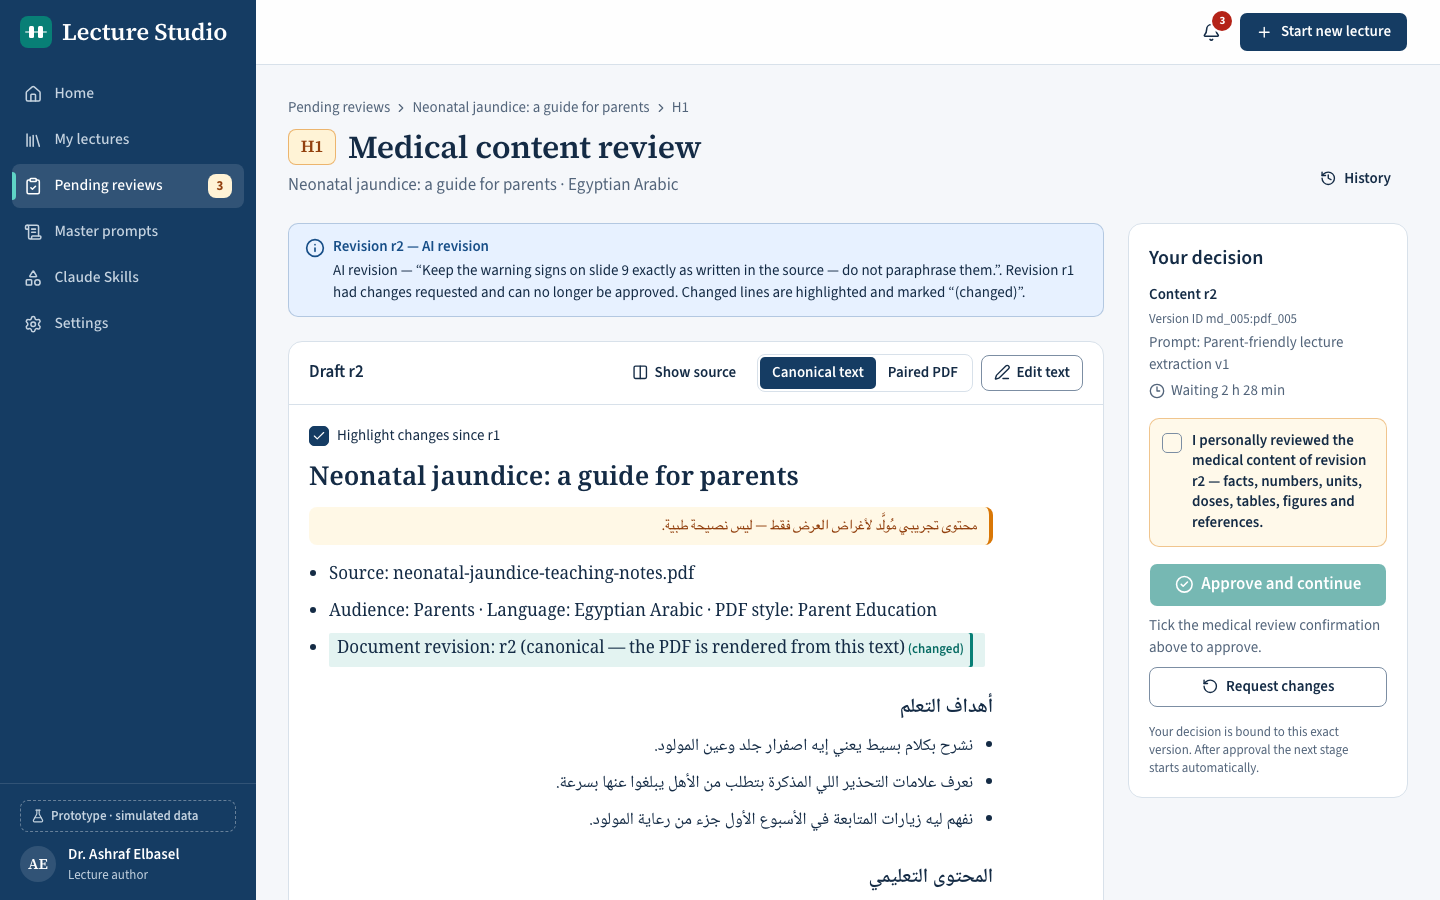 Lecture Studio
Home
My lectures
Pending reviews 3
Master prompts
Claude Skills
Settings
Prototype · simulated data
AE
Dr. Ashraf Elbasel
Lecture author
3
Start new lecture
Pending reviews > Neonatal jaundice: a guide for parents > H1
H1 Medical content review
Neonatal jaundice: a guide for parents · Egyptian Arabic
History
Revision r2 — AI revision
AI revision — “Keep the warning signs on slide 9 exactly as written in the source — do not paraphrase them.”. Revision r1
had changes requested and can no longer be approved. Changed lines are highlighted and marked “(changed)”.
Draft r2
Show source
Canonical text
Paired PDF
Edit text
Highlight changes since r1
Neonatal jaundice: a guide for parents
محتوى تجريبي مُولَّد لأغراض العرض فقط — ليس نصيحة طبية.
• Source: neonatal-jaundice-teaching-notes.pdf
• Audience: Parents · Language: Egyptian Arabic · PDF style: Parent Education
• Document revision: r2 (canonical — the PDF is rendered from this text) (changed)
أهداف التعلم
• نشرح بكلام بسيط يعني إيه اصفرار جلد وعين المولود.
• نعرف علامات التحذير اللي المذكرة بتطلب من الأهل يبلغوا عنها بسرعة.
• نفهم ليه زيارات المتابعة في الأسبوع الأول جزء من رعاية المولود.
المحتوى التعليمي
Your decision
Content r2
Version ID md_005:pdf_005
Prompt: Parent-friendly lecture
extraction v1
Waiting 2 h 28 min
I personally reviewed the
medical content of revision
r2 — facts, numbers, units,
doses, tables, figures and
references.
Approve and continue
Tick the medical review confirmation
above to approve.
Request changes
Your decision is bound to this exact
version. After approval the next stage
starts automatically.